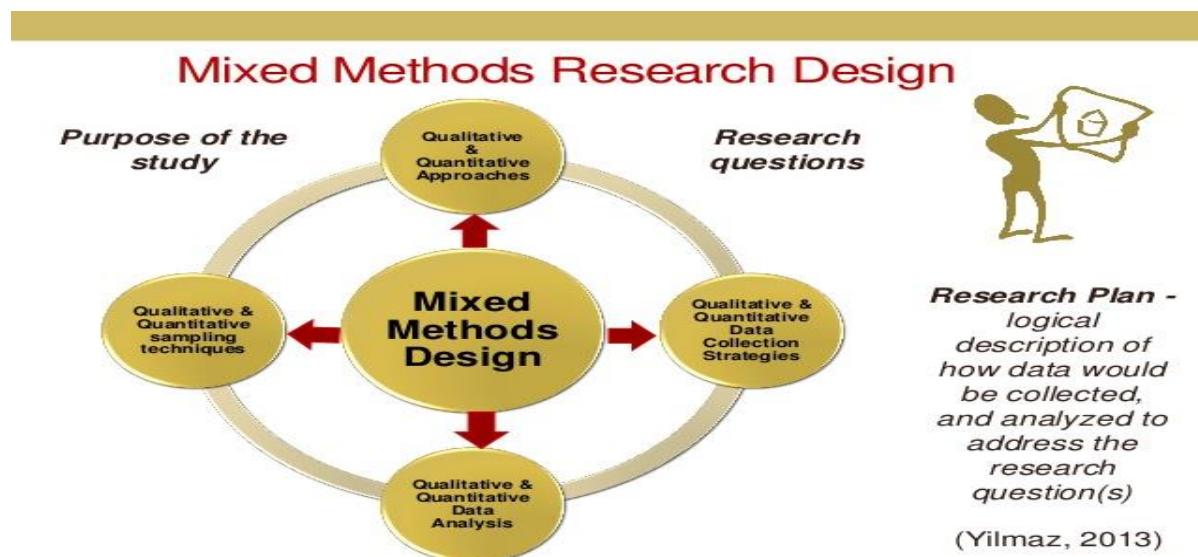 Mixed Methods Research Design
Purpose of the
study
Qualitative
&
Quantitative
Approaches
Research
questions
Qualitative &
Quantitative
sampling
techniques
Mixed
Methods
Design
Qualitative &
Quantitative
Data
Collection
Strategies
Qualitative &
Quantitative
Data
Analysis
Research Plan -
logical
description of
how data would
be collected,
and analyzed to
address the
research
question(s)
(Yilmaz, 2013)